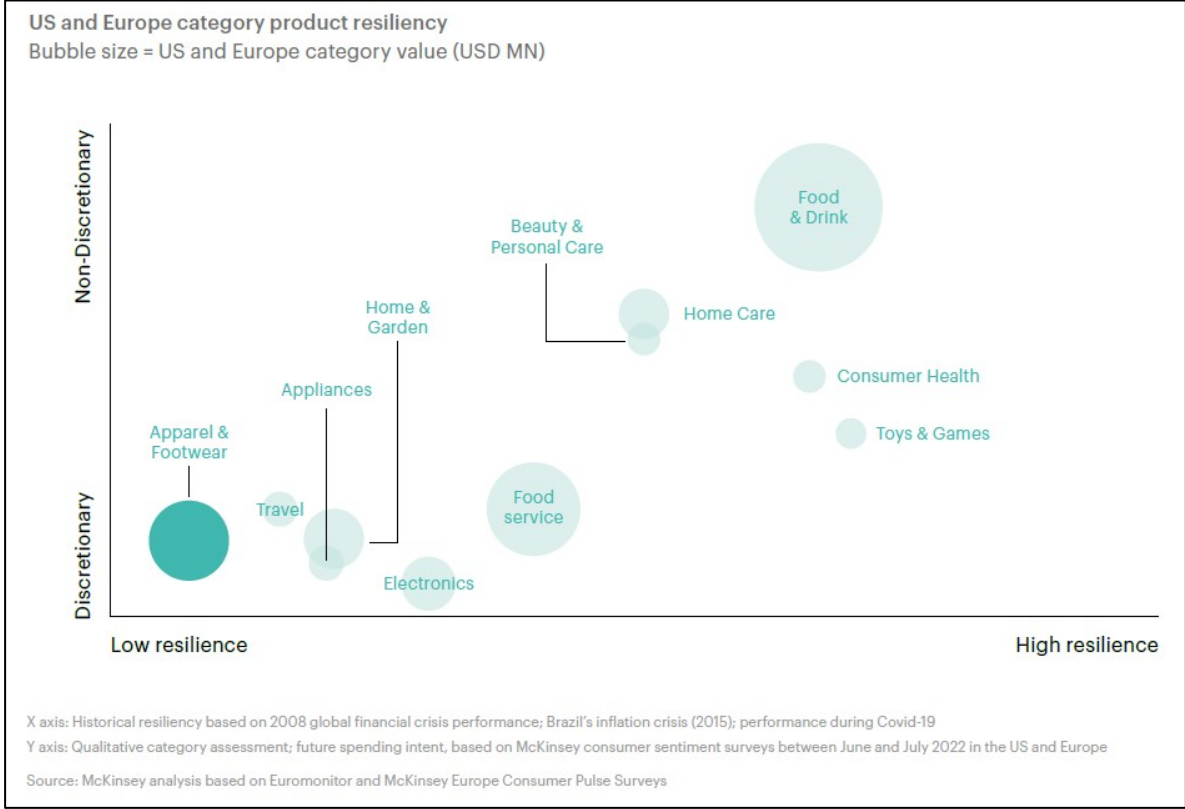 US and Europe category product resiliency
Bubble size = US and Europe category value (USD MN)
Non-Discretionary
Discretionary
Food
& Drink
Beauty &
Personal Care
Home Care
Home &
Garden
Consumer Health
Appliances
Toys & Games
Apparel &
Footwear
Travel
Food
service
Electronics
Low resilience
High resilience
X axis: Historical resiliency based on 2008 global financial crisis performance; Brazil's inflation crisis (2015); performance during Covid-19
Y axis: Qualitative category assessment; future spending intent, based on McKinsey consumer sentiment surveys between June and July 2022 in the US and Europe
Source: McKinsey analysis based on Euromonitor and McKinsey Europe Consumer Pulse Surveys